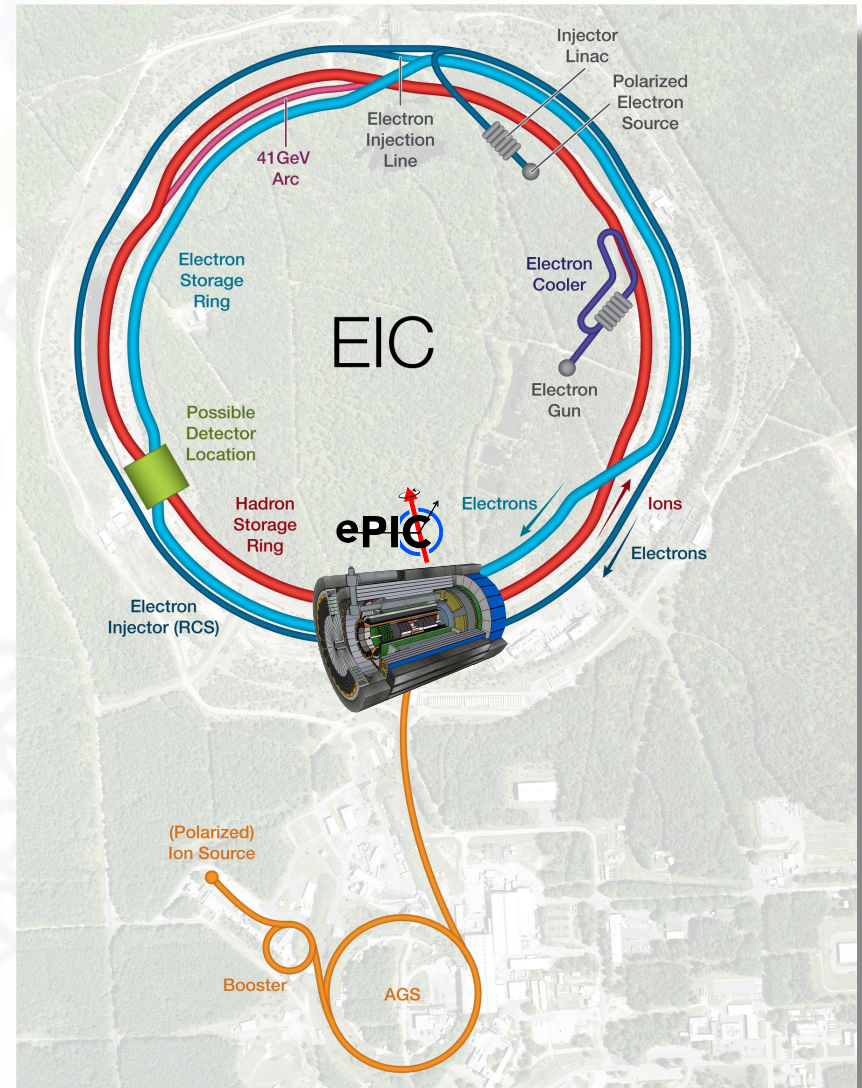 Injector
Linac
Polarized
Electron
Source
Electron
Injection
Line
41GeV
Arc
Electron
Storage
Ring
Electron
Cooler
EIC
Electron
Gun
Possible
Detector
Location
Hadron
Storage
Ring
ePIC
Electrons
Ions
Electrons
Electron
Injector (RCS)
(Polarized)
Ion Source
Booster
AGS